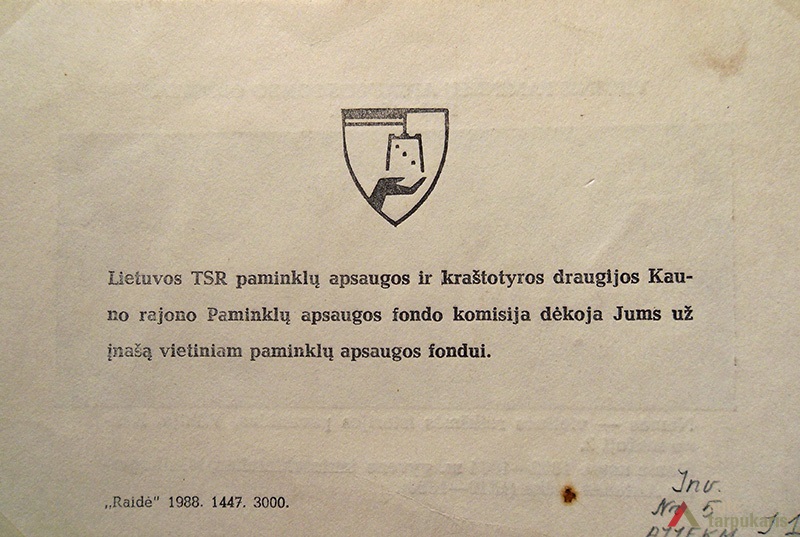 Lietuvos TSR paminklų apsaugos ir kraštotyros draugijos Kau-
no rajono Paminklų apsaugos fondo komisija dėkoja Jums už
įnašą vietiniam paminklų apsaugos fondui.
„Raidė" 1988. 1447. 3000.
Inv.
Nr 5
tarpukaris